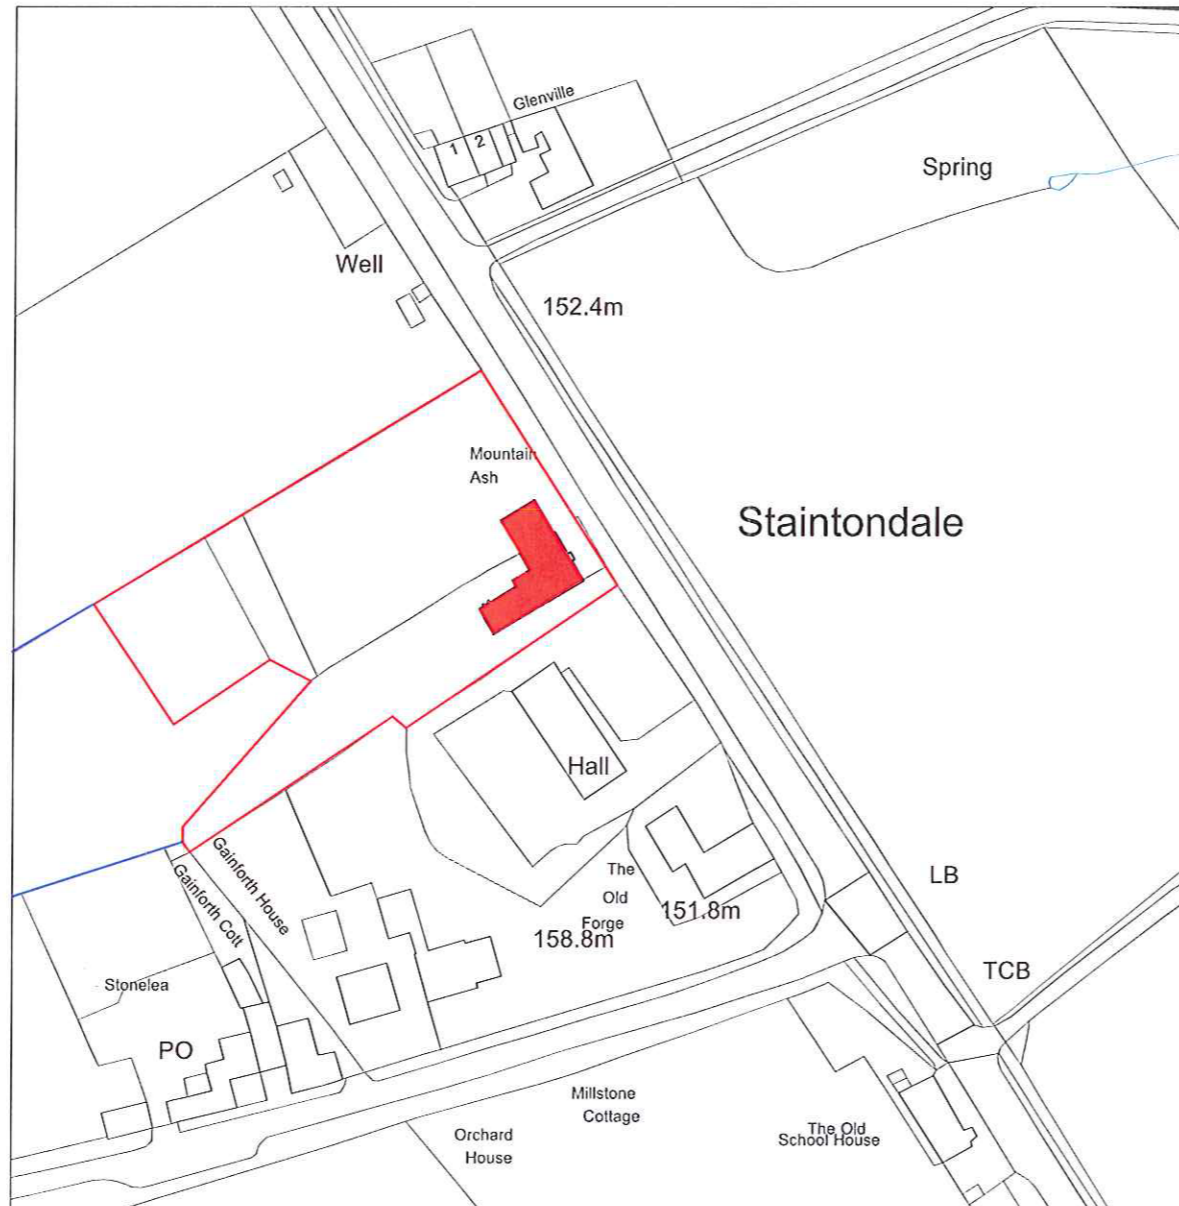 Glenville
1 2
Spring
Well
152.4m
Mountain
Ash
Staintondale
Hall
Gainforth House
Gainforth Cott
The
Old
Forge
151.8m
158.8m
LB
TCB
Stonelea
PO
Millstone
Cottage
Orchard
House
The Old
School House